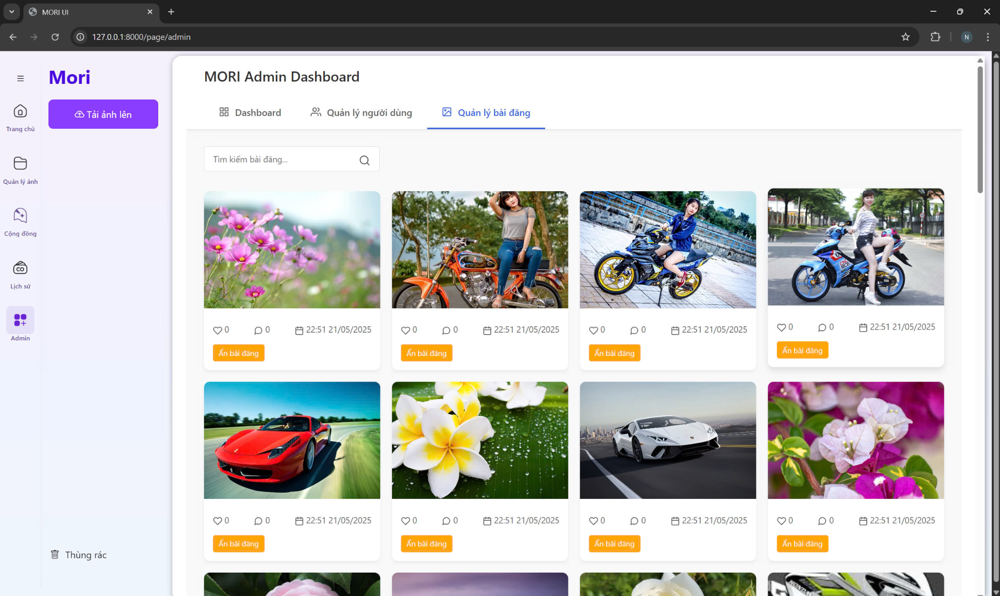 MORI UI
127.0.0.1:8000/page/admin
N
Mori
Tải ảnh lên
Trang chủ
Quản lý ảnh
Cộng đồng
CO
Lịch sử
Admin
Thùng rác
MORI Admin Dashboard
Dashboard
Quản lý người dùng
Quản lý bài đăng
Tìm kiếm bài đăng...
0 0 22:51 21/05/2025
Ẩn bài đăng
0 0 22:51 21/05/2025
Ẩn bài đăng
0 0 22:51 21/05/2025
Ẩn bài đăng
0 0 22:51 21/05/2025
Ẩn bài đăng
0 0 22:51 21/05/2025
Ẩn bài đăng
0 0 22:51 21/05/2025
Ẩn bài đăng
0 0 22:51 21/05/2025
Ẩn bài đăng
0 0 22:51 21/05/2025
Ẩn bài đăng